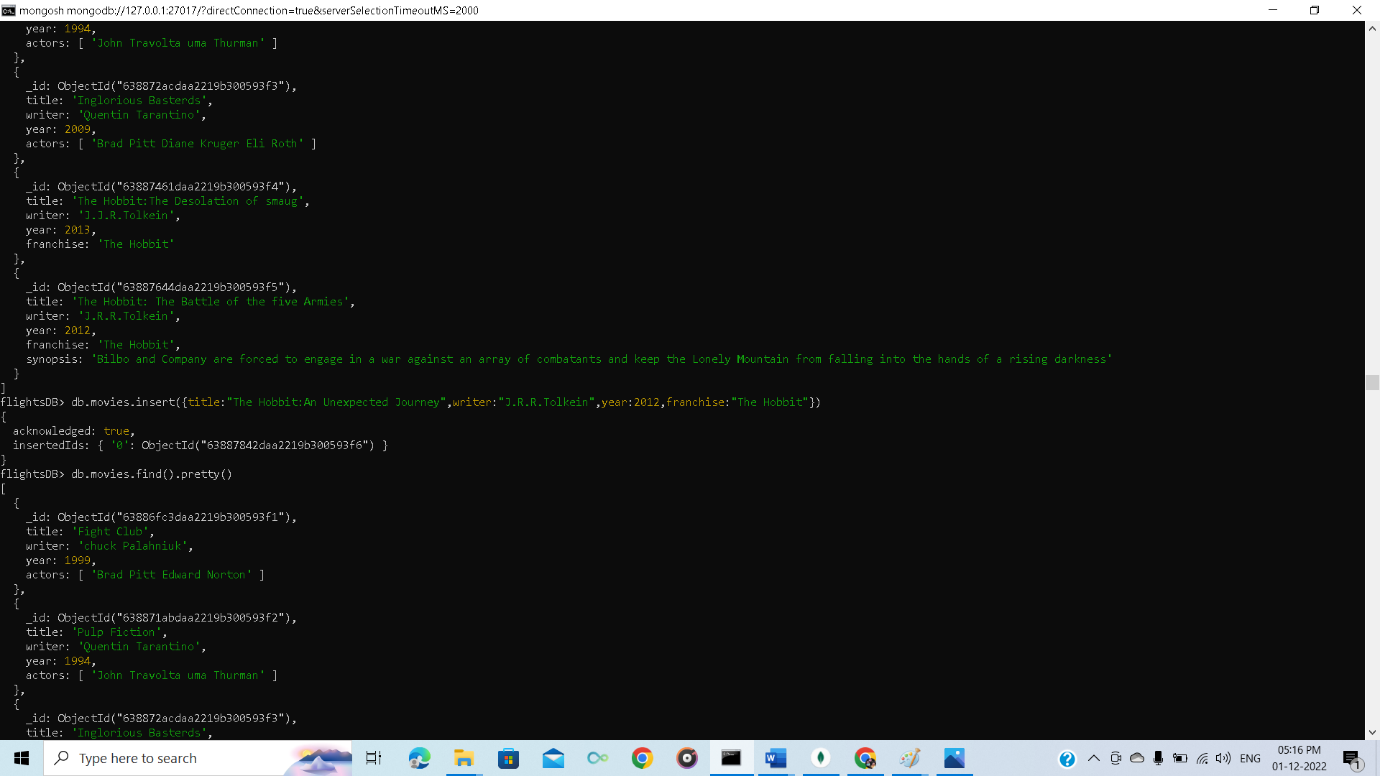 mongosh mongodb://127.0.0.1:27017/?directConnection=true&serverSelectionTimeoutMS=2000
year: 1994,
actors: [ 'John Travolta uma Thurman' ]
},
{
_id: ObjectId("638872acdaa2219b300593f3"),
title: 'Inglorious Basterds',
writer: 'Quentin Tarantino',
year: 2009,
actors: [ 'Brad Pitt Diane Kruger Eli Roth' ]
},
{
_id: ObjectId("63887461daa2219b300593f4"),
title: 'The Hobbit:The Desolation of smaug',
writer: 'J.J.R.Tolkein',
year: 2013,
franchise: 'The Hobbit'
},
{
_id: ObjectId("63887644daa2219b300593f5"),
title: 'The Hobbit: The Battle of the five Armies',
writer: 'J.R.R.Tolkein',
year: 2012,
franchise: 'The Hobbit',
synopsis: 'Bilbo and Company are forced to engage in a war against an array of combatants and keep the Lonely Mountain from falling into the hands of a rising darkness'
}
]
flightsDB> db.movies.insert({title:"The Hobbit:An Unexpected Journey",writer:"J.R.R.Tolkein",year:2012,franchise:"The Hobbit"})
{
acknowledged: true,
insertedIds: { '0': ObjectId("63887842daa2219b300593f6") }
}
flightsDB> db.movies.find().pretty()
[
{
_id: ObjectId("63886fc3daa2219b300593f1"),
title: 'Fight Club',
writer: 'chuck Palahniuk',
year: 1999,
actors: [ 'Brad Pitt Edward Norton' ]
},
{
_id: ObjectId("638871abdaa2219b300593f2"),
title: 'Pulp Fiction',
writer: 'Quentin Tarantino',
year: 1994,
actors: [ 'John Travolta uma Thurman' ]
},
{
_id: ObjectId("638872acdaa2219b300593f3"),
title: 'Inglorious Basterds',
Type here to search
ENG
05:16 PM
01-12-2022
1